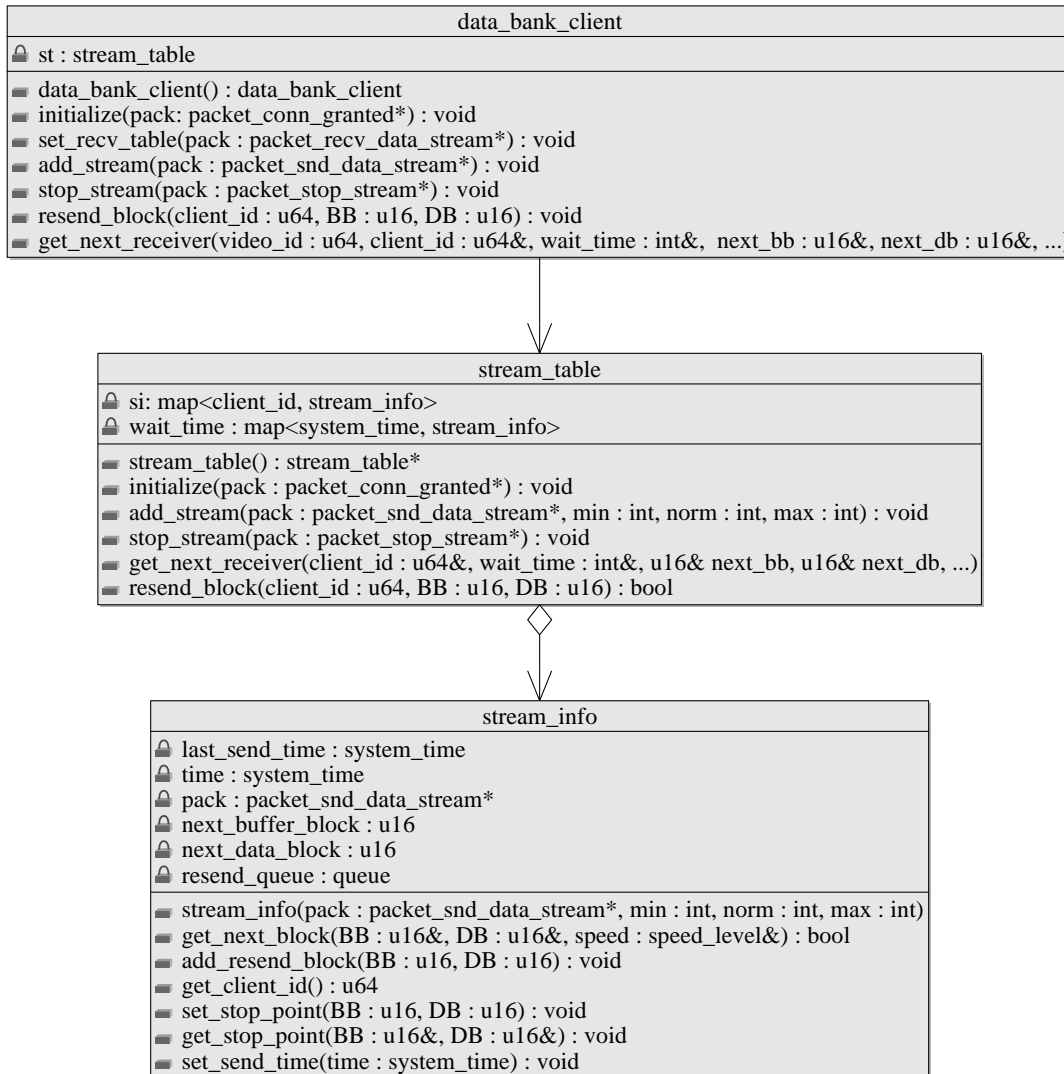 data_bank_client
st : stream_table
data_bank_client() : data_bank_client
initialize(pack: packet_conn_granted*) : void
set_recv_table(pack : packet_recv_data_stream*) : void
add_stream(pack : packet_snd_data_stream*) : void
stop_stream(pack : packet_stop_stream*) : void
resend_block(client_id : u64, BB : u16, DB : u16) : void
get_next_receiver(video_id : u64, client_id : u64&, wait_time : int&, next_bb : u16&, next_db : u16&, ...)
stream_table
si: map<client_id, stream_info>
wait_time : map<system_time, stream_info>
stream_table() : stream_table*
initialize(pack : packet_conn_granted*) : void
add_stream(pack : packet_snd_data_stream*, min : int, norm : int, max : int) : void
stop_stream(pack : packet_stop_stream*) : void
get_next_receiver(client_id : u64&, wait_time : int&, u16& next_bb, u16& next_db, ...)
resend_block(client_id : u64, BB : u16, DB : u16) : bool
stream_info
last_send_time : system_time
time : system_time
pack : packet_snd_data_stream*
next_buffer_block : u16
next_data_block : u16
resend_queue : queue
stream_info(pack : packet_snd_data_stream*, min : int, norm : int, max : int)
get_next_block(BB : u16&, DB : u16&, speed : speed_level&) : bool
add_resend_block(BB : u16, DB : u16) : void
get_client_id() : u64
set_stop_point(BB : u16, DB : u16) : void
get_stop_point(BB : u16&, DB : u16&) : void
set_send_time(time : system_time) : void